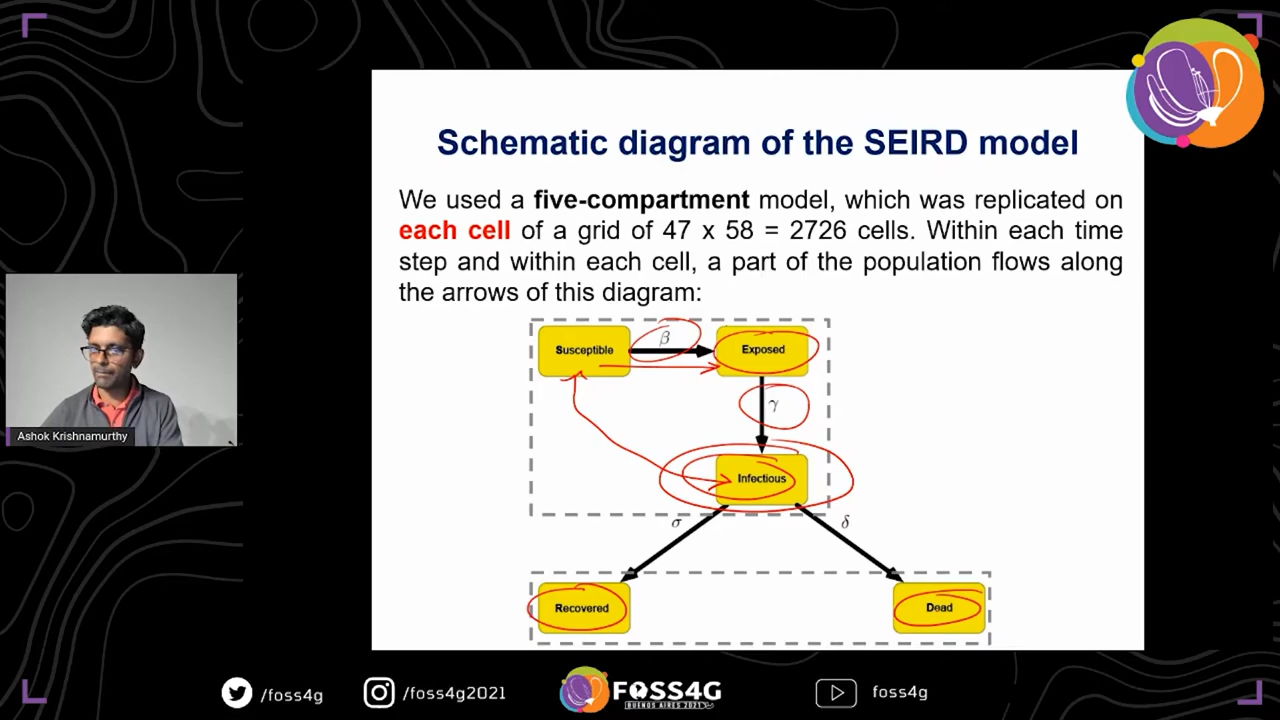 Schematic diagram of the SEIRD model
We used a five-compartment model, which was replicated on
each cell of a grid of 47 x 58 = 2726 cells. Within each time
step and within each cell, a part of the population flows along
the arrows of this diagram:
Susceptible
β
Exposed
γ
Infectious
σ
δ
Recovered
Dead
Ashok Krishnamurthy
/foss4g
/foss4g2021
FOSS4G
BUENOS AIRES 2021
foss4g